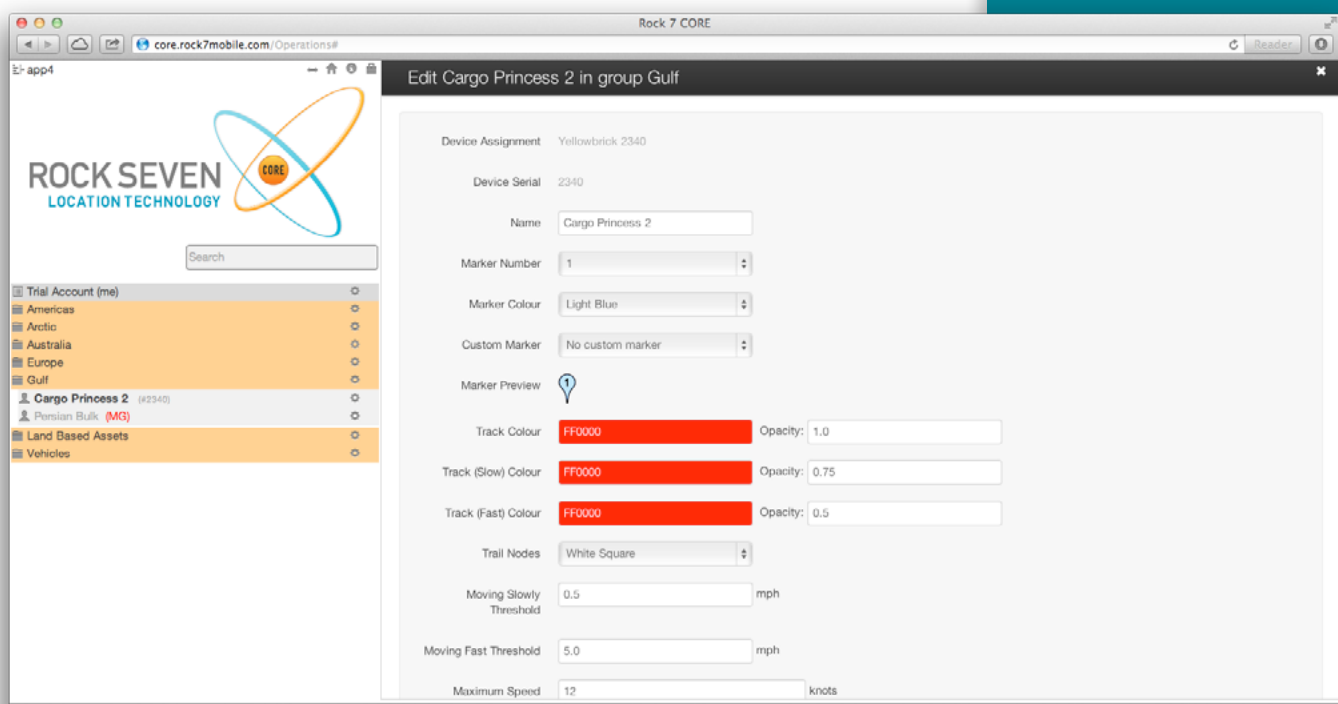 Rock 7 CORE
core.rock7mobile.com/Operations#
Reader
app4
ROCK SEVEN
CORE
LOCATION TECHNOLOGY
Search
Trial Account (me)
Americas
Arctic
Australia
Europe
Gulf
Cargo Princess 2 (#2340)
Persian Bulk (MG)
Land Based Assets
Vehicles
Edit Cargo Princess 2 in group Gulf
Device Assignment Yellowbrick 2340
Device Serial 2340
Name Cargo Princess 2
Marker Number 1
Marker Colour Light Blue
Custom Marker No custom marker
Marker Preview 1
Track Colour FF0000 Opacity: 1.0
Track (Slow) Colour FF0000 Opacity: 0.75
Track (Fast) Colour FF0000 Opacity: 0.5
Trail Nodes White Square
Moving Slowly 0.5 mph
Threshold
Moving Fast Threshold 5.0 mph
Maximum Speed 12 knots